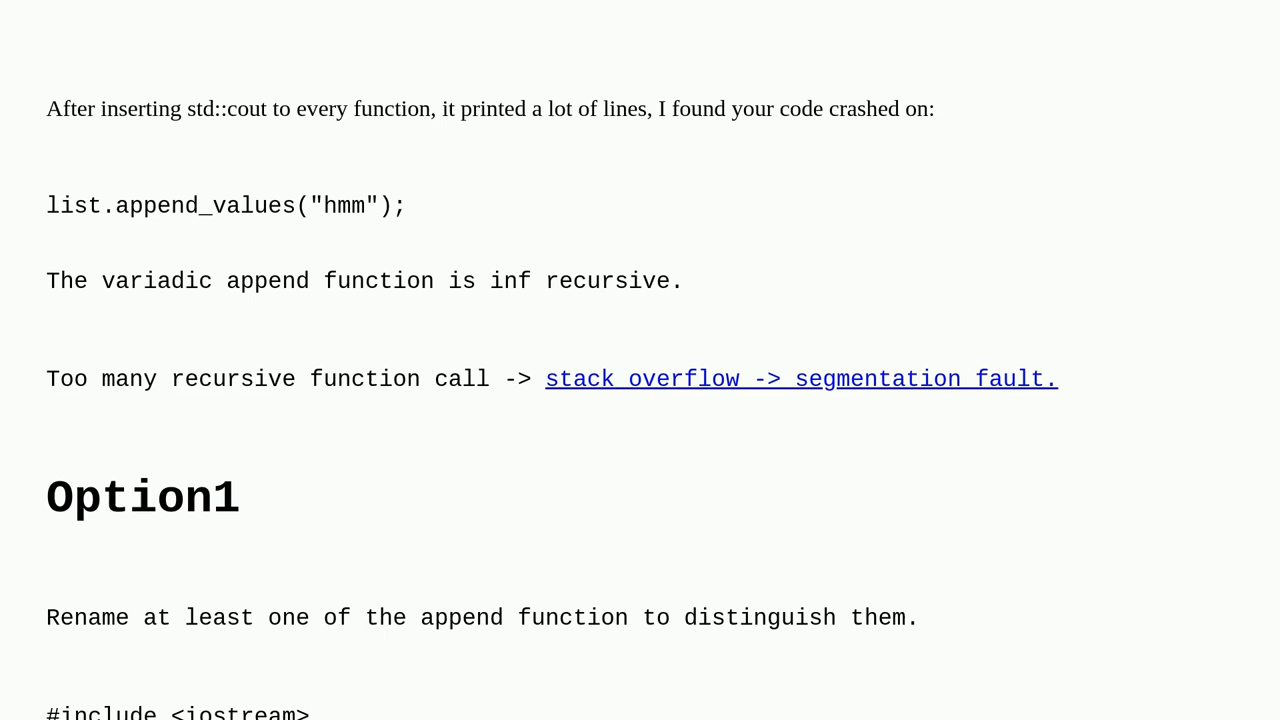 After inserting std::cout to every function, it printed a lot of lines, I found your code crashed on:
list.append_values("hmm");
The variadic append function is inf recursive.
Too many recursive function call -> stack overflow -> segmentation fault.
Option1
Rename at least one of the append function to distinguish them.
#include <iostream>